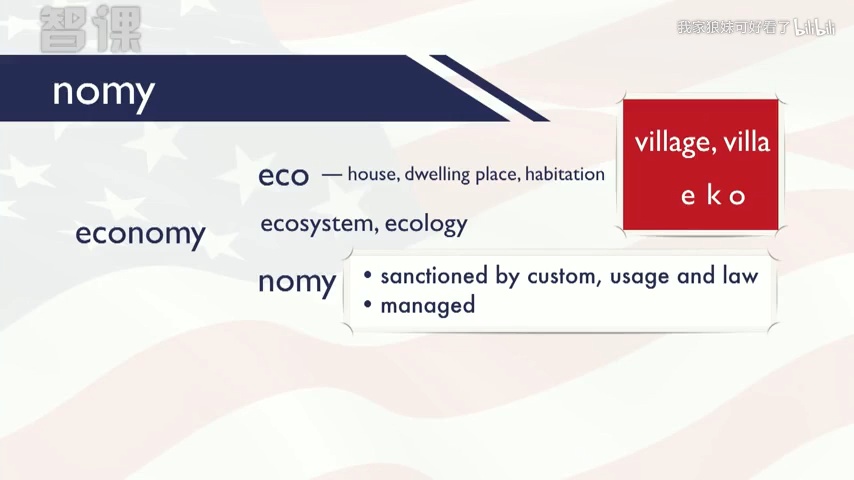 智课
我家狼妹可好看了 bilibili
nomy
village, villa
e k o
eco — house, dwelling place, habitation
ecosystem, ecology
economy
nomy
• sanctioned by custom, usage and law
• managed